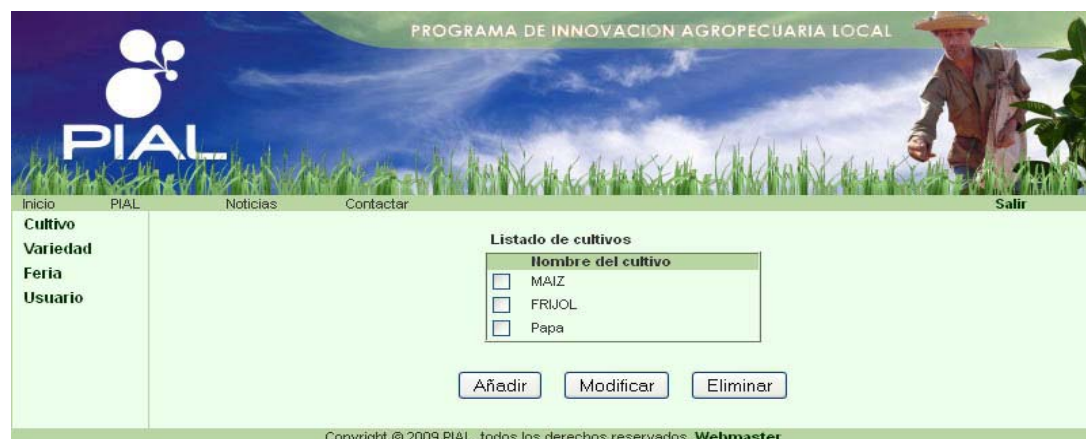 PROGRAMA DE INNOVACION AGROPECUARIA LOCAL
PIAL
Inicio PIAL Noticias Contactar Salir
Cultivo
Variedad
Feria
Usuario
Listado de cultivos
Nombre del cultivo
MAIZ
FRIJOL
Papa
Añadir Modificar Eliminar
Copyright @ 2009 PIAL, todos los derechos reservados. Webmaster